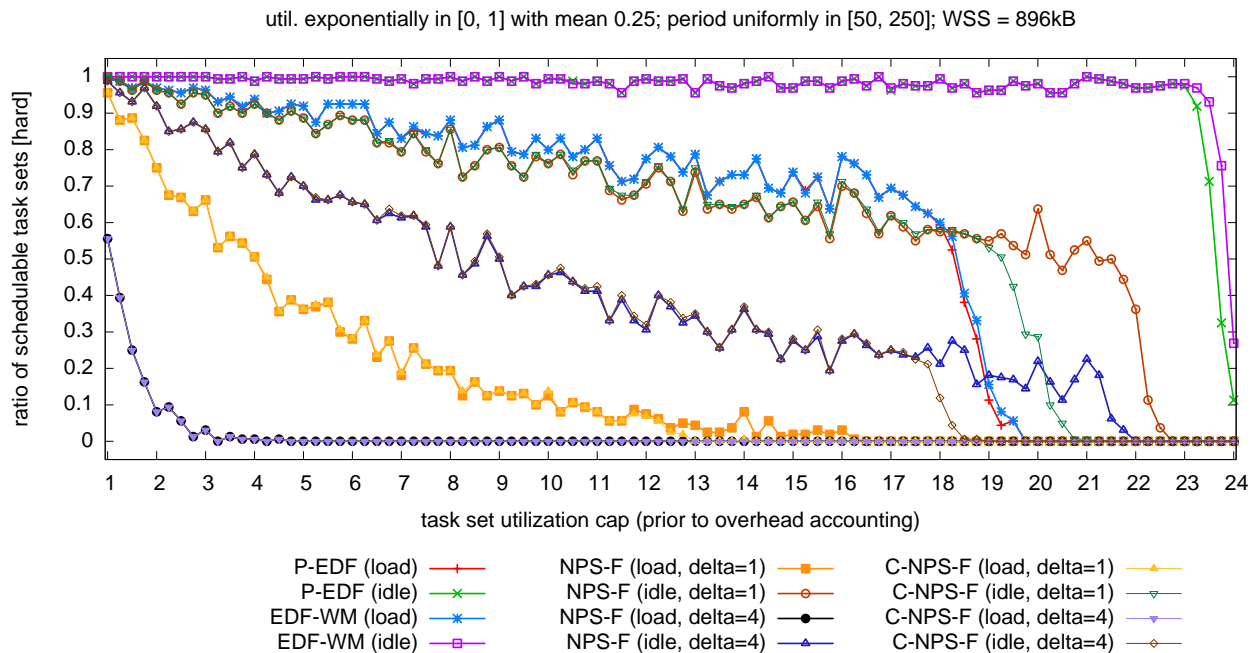 util. exponentially in [0, 1] with mean 0.25; period uniformly in [50, 250]; WSS = 896kB
ratio of schedulable task sets [hard]
1
0.9
0.8
0.7
0.6
0.5
0.4
0.3
0.2
0.1
0
1 2 3 4 5 6 7 8 9 10 11 12 13 14 15 16 17 18 19 20 21 22 23 24
task set utilization cap (prior to overhead accounting)
P-EDF (load)
P-EDF (idle)
EDF-WM (load)
EDF-WM (idle)
NPS-F (load, delta=1)
NPS-F (idle, delta=1)
NPS-F (load, delta=4)
NPS-F (idle, delta=4)
C-NPS-F (load, delta=1)
C-NPS-F (idle, delta=1)
C-NPS-F (load, delta=4)
C-NPS-F (idle, delta=4)